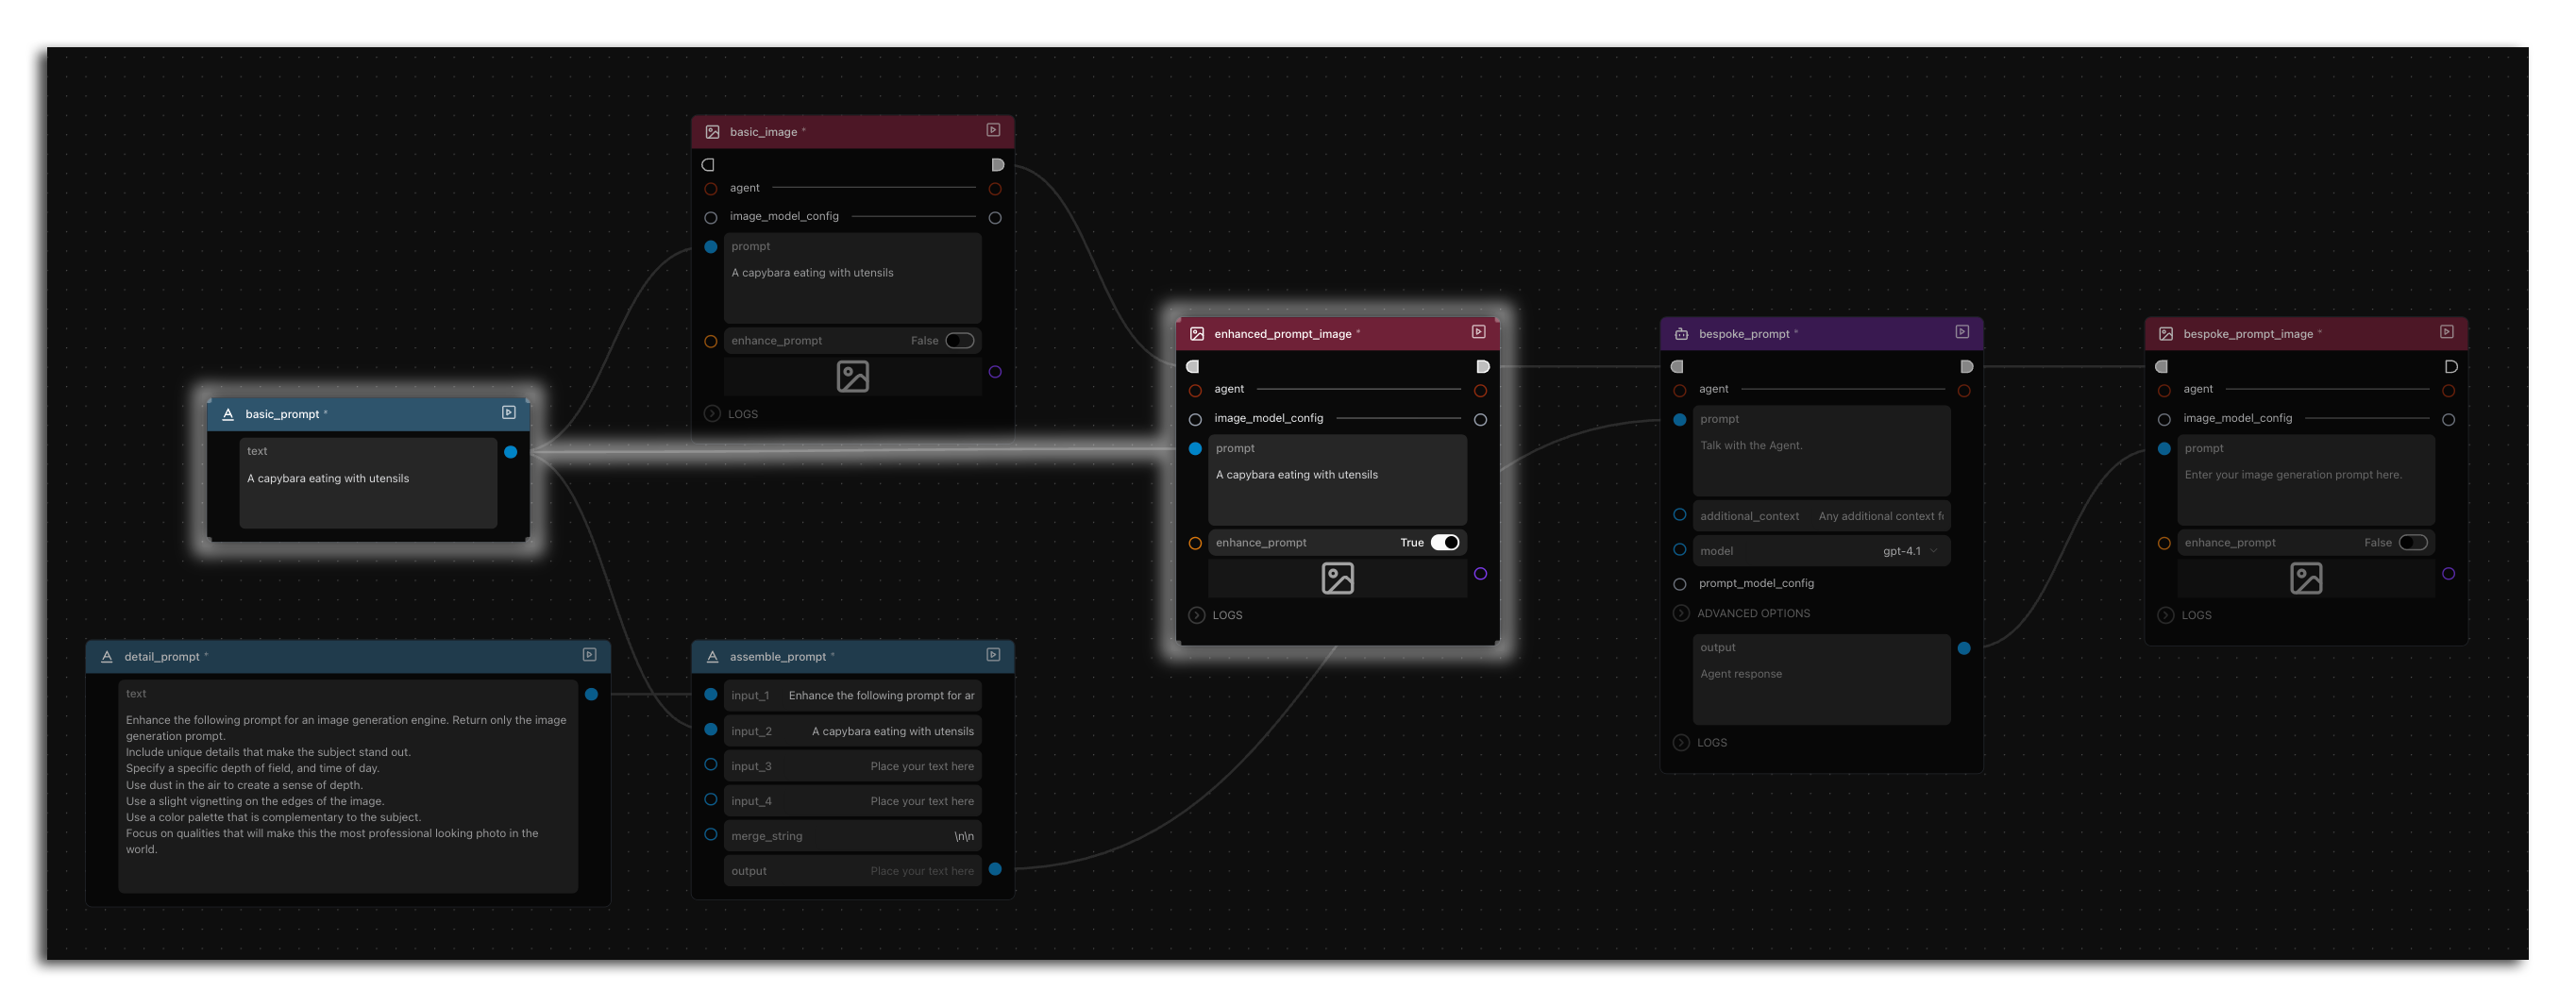 basic_image *
agent
image_model_config
prompt
A capybara eating with utensils
enhance_prompt False
LOGS
basic_prompt *
text
A capybara eating with utensils
enhanced_prompt_image *
agent
image_model_config
prompt
A capybara eating with utensils
enhance_prompt True
LOGS
bespoke_prompt *
agent
prompt
Talk with the Agent.
additional_context Any additional context fo
model gpt-4.1
prompt_model_config
ADVANCED OPTIONS
output
Agent response
LOGS
bespoke_prompt_image *
agent
image_model_config
prompt
Enter your image generation prompt here.
enhance_prompt False
LOGS
detail_prompt *
text
Enhance the following prompt for an image generation engine. Return only the image
generation prompt.
Include unique details that make the subject stand out.
Specify a specific depth of field, and time of day.
Use dust in the air to create a sense of depth.
Use a slight vignetting on the edges of the image.
Use a color palette that is complementary to the subject.
Focus on qualities that will make this the most professional looking photo in the
world.
assemble_prompt *
input_1 Enhance the following prompt for ar
input_2 A capybara eating with utensils
input_3 Place your text here
input_4 Place your text here
merge_string \n\n
output Place your text here